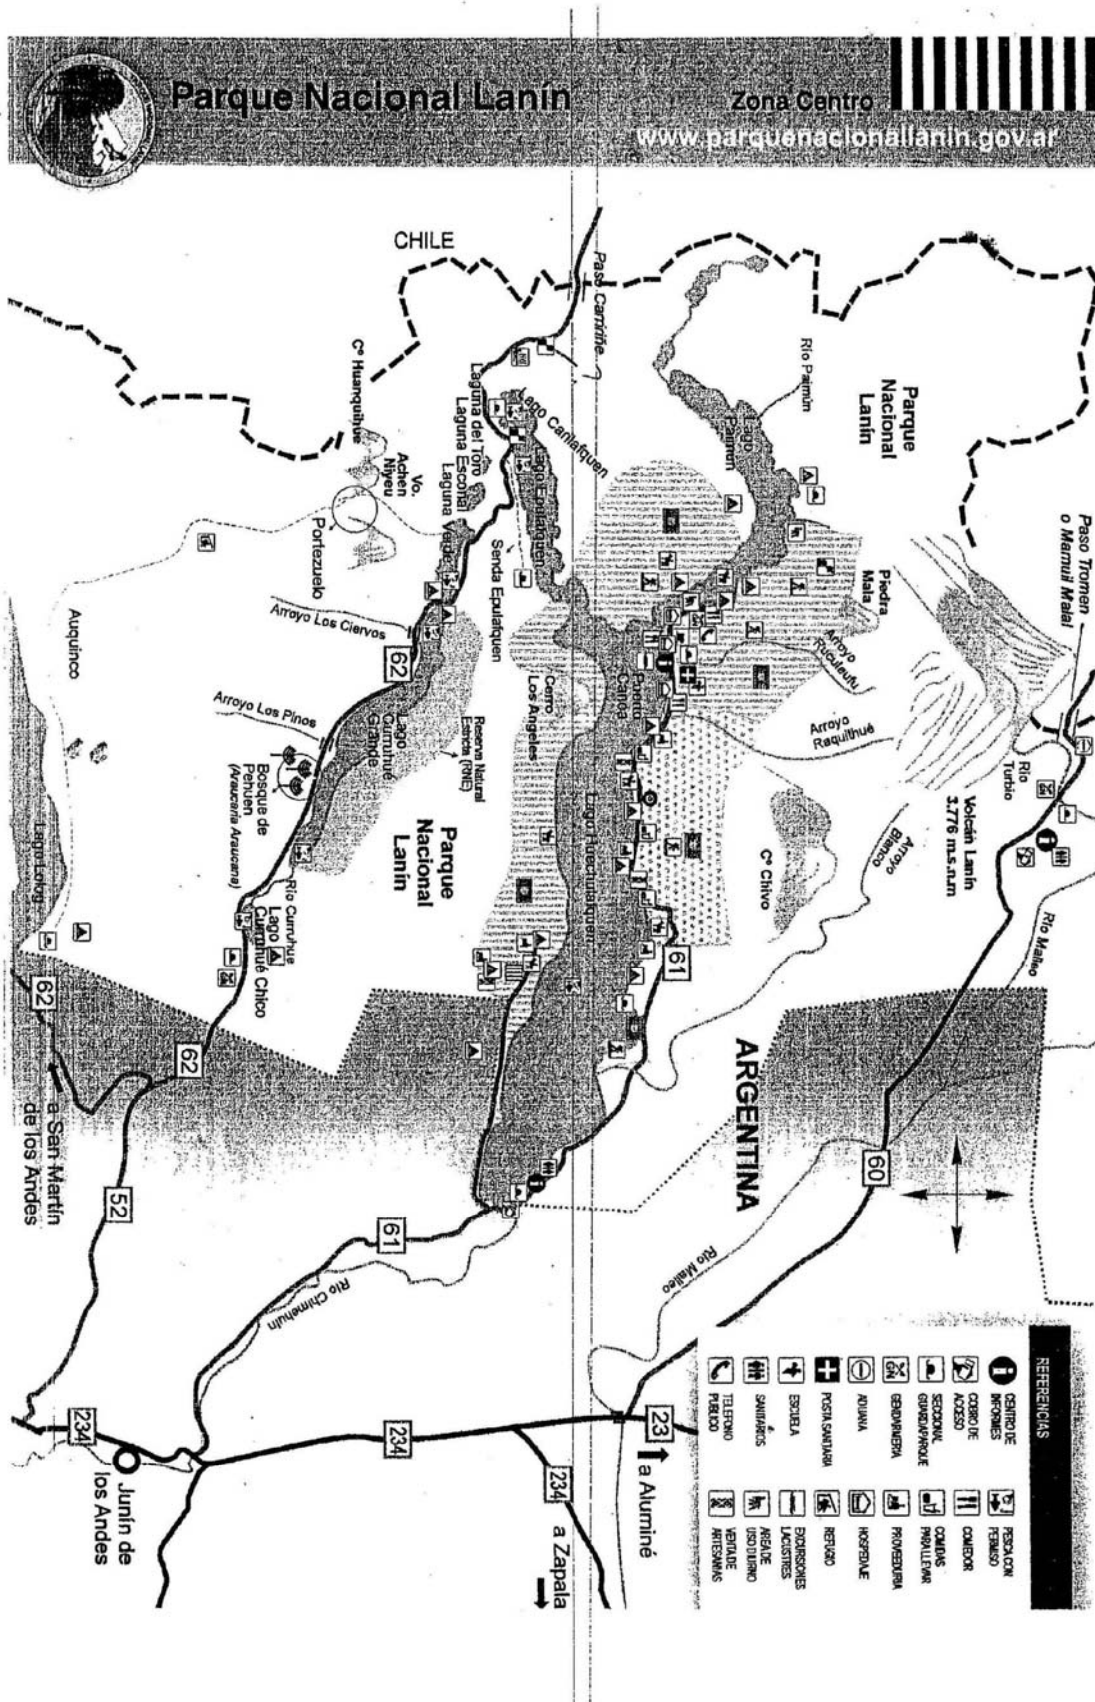 Parque Nacional Lanín
Zona Centro
www.parquenacionallanin.gov.ar
CHILE
Paso Carririñe
Río Paimún
Parque
Nacional
Lanín
Lago
Paimún
Paso Tromen
o Mamuil Malal
Cº Huanquihue
Vo.
Achen
Niyeu
Portezuelo
Laguna del Toro
Laguna Escorial
Laguna Verde
Lago Carilafquen
Lago Epulafquen
Senda Epulafquen
Piedra
Mala
Arroyo
Ruculeufu
Arroyo
Raquithué
Río
Turbio
Volcán Lanín
3.776 m.s.n.m
Arroyo
Blanco
Cº Chivo
Río Malleo
Auquinco
Arroyo Los Ciervos
62
Arroyo Los Pinos
Bosque de
Pehuen
(Araucaria Araucana)
Lago
Curruhué
Grande
Reserva Natural
Estricta (RNE)
Cerro
Los Angeles
Puerto
Canoa
Lago Huechulafquen
Parque
Nacional
Lanín
Río Curruhue
Lago
Curruhué Chico
Lago Lolog
61
62
62
a San Martín
de los Andes
ARGENTINA
60
52
61
Río Chimehuin
Río Malleo
234
Junín de
los Andes
234
234
a Zapala
23
a Aluminé
REFERENCIAS
CENTRO DE
INFORMES
COBRO DE
ACCESO
SECCIONAL
GUARDAPARQUE
GN
GENDARMERIA
ADUANA
POSTA SANITARIA
ESCUELA
SANITARIOS
TELEFONO
PUBLICO
PESCA CON
PERMISO
COMEDOR
COMIDAS
PARA LLEVAR
PROVEEDURIA
HOSPEDAJE
REFUGIO
EXCURSIONES
LACUSTRES
AREA DE
USO DIURNO
VENTA DE
ARTESANIAS